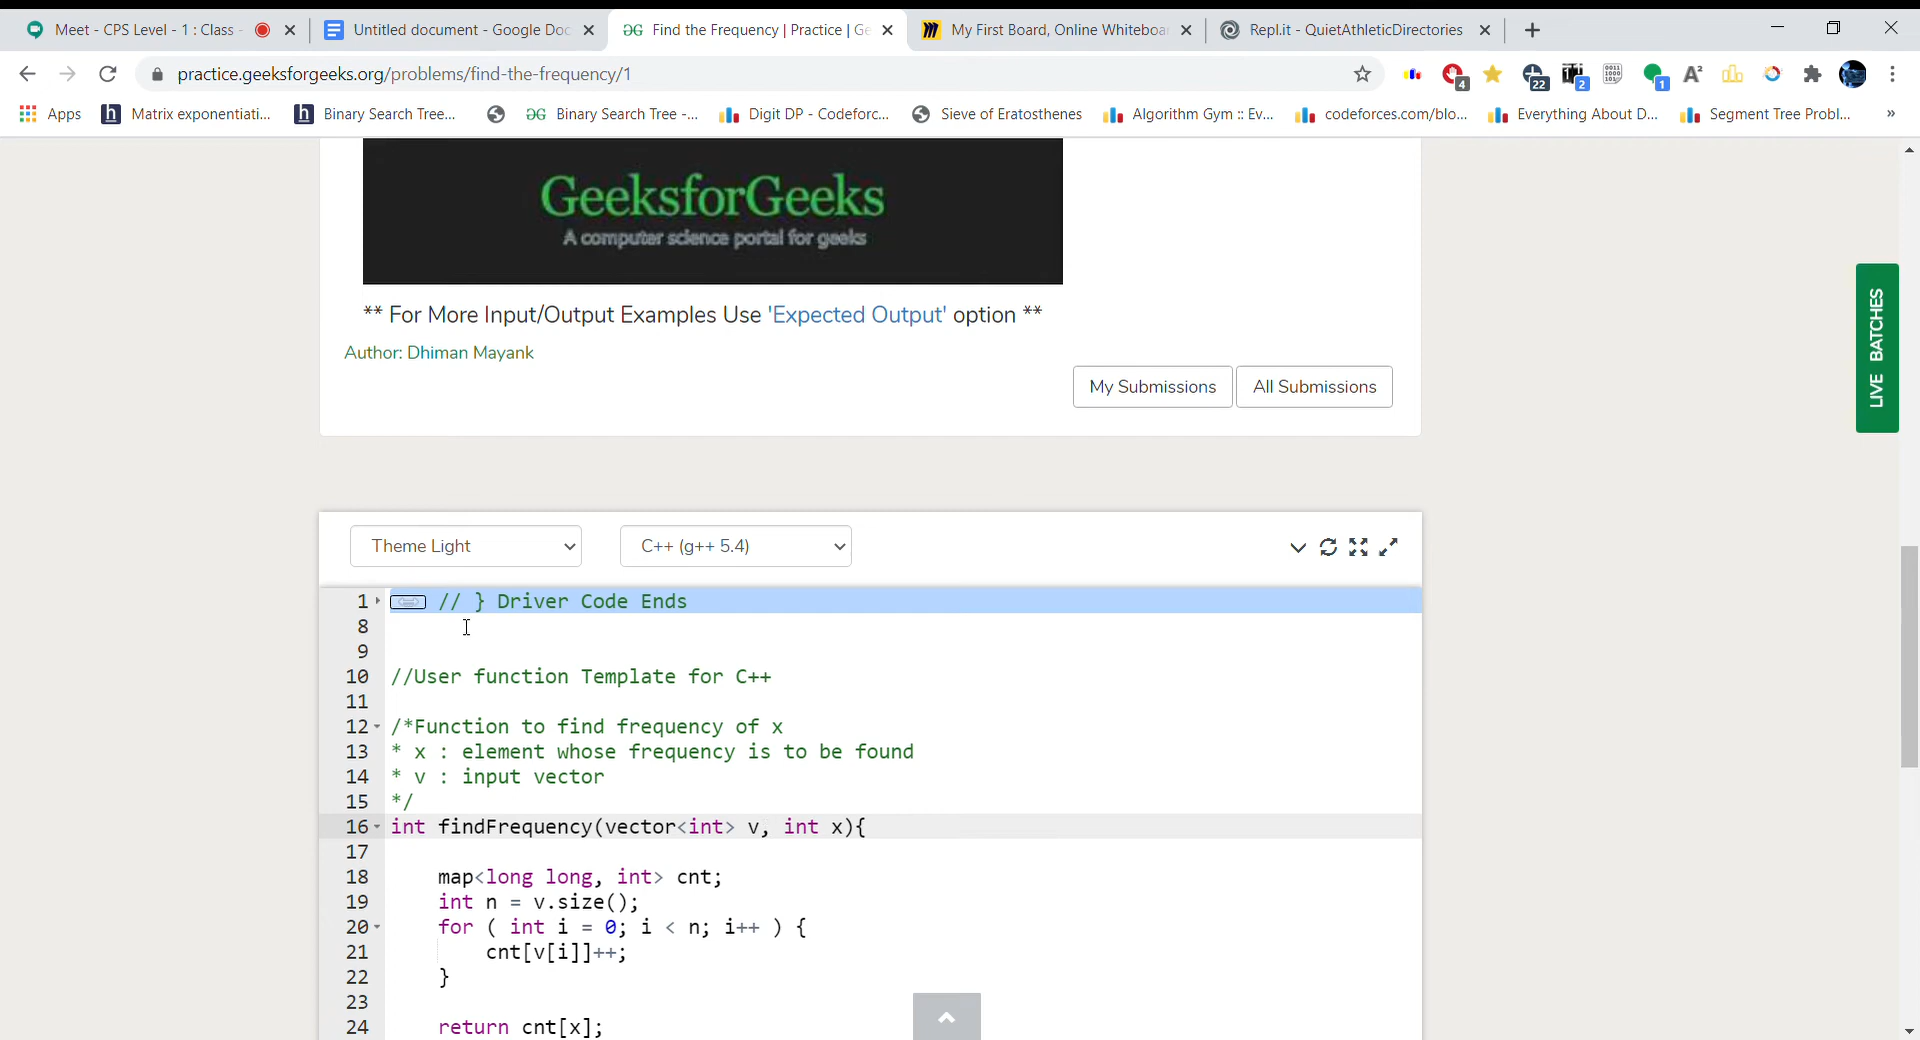 Meet - CPS Level - 1 : Class -
Untitled document - Google Doc
Find the Frequency | Practice | Ge
My First Board, Online Whiteboar
Repl.it - QuietAthleticDirectories
practice.geeksforgeeks.org/problems/find-the-frequency/1
4
22
2
1
Apps
Matrix exponentiati...
Binary Search Tree...
Binary Search Tree -...
Digit DP - Codeforc...
Sieve of Eratosthenes
Algorithm Gym :: Ev...
codeforces.com/blo...
Everything About D...
Segment Tree Probl...
»
GeeksforGeeks
A computer science portal for geeks
** For More Input/Output Examples Use 'Expected Output' option **
Author: Dhiman Mayank
My Submissions
All Submissions
LIVE BATCHES
Theme Light
C++ (g++ 5.4)
1 // } Driver Code Ends
8
9
10 //User function Template for C++
11
12 /*Function to find frequency of x
13 * x : element whose frequency is to be found
14 * v : input vector
15 */
16 int findFrequency(vector<int> v, int x){
17
18 map<long long, int> cnt;
19 int n = v.size();
20 for ( int i = 0; i < n; i++ ) {
21 cnt[v[i]]++;
22 }
23
24 return cnt[x];